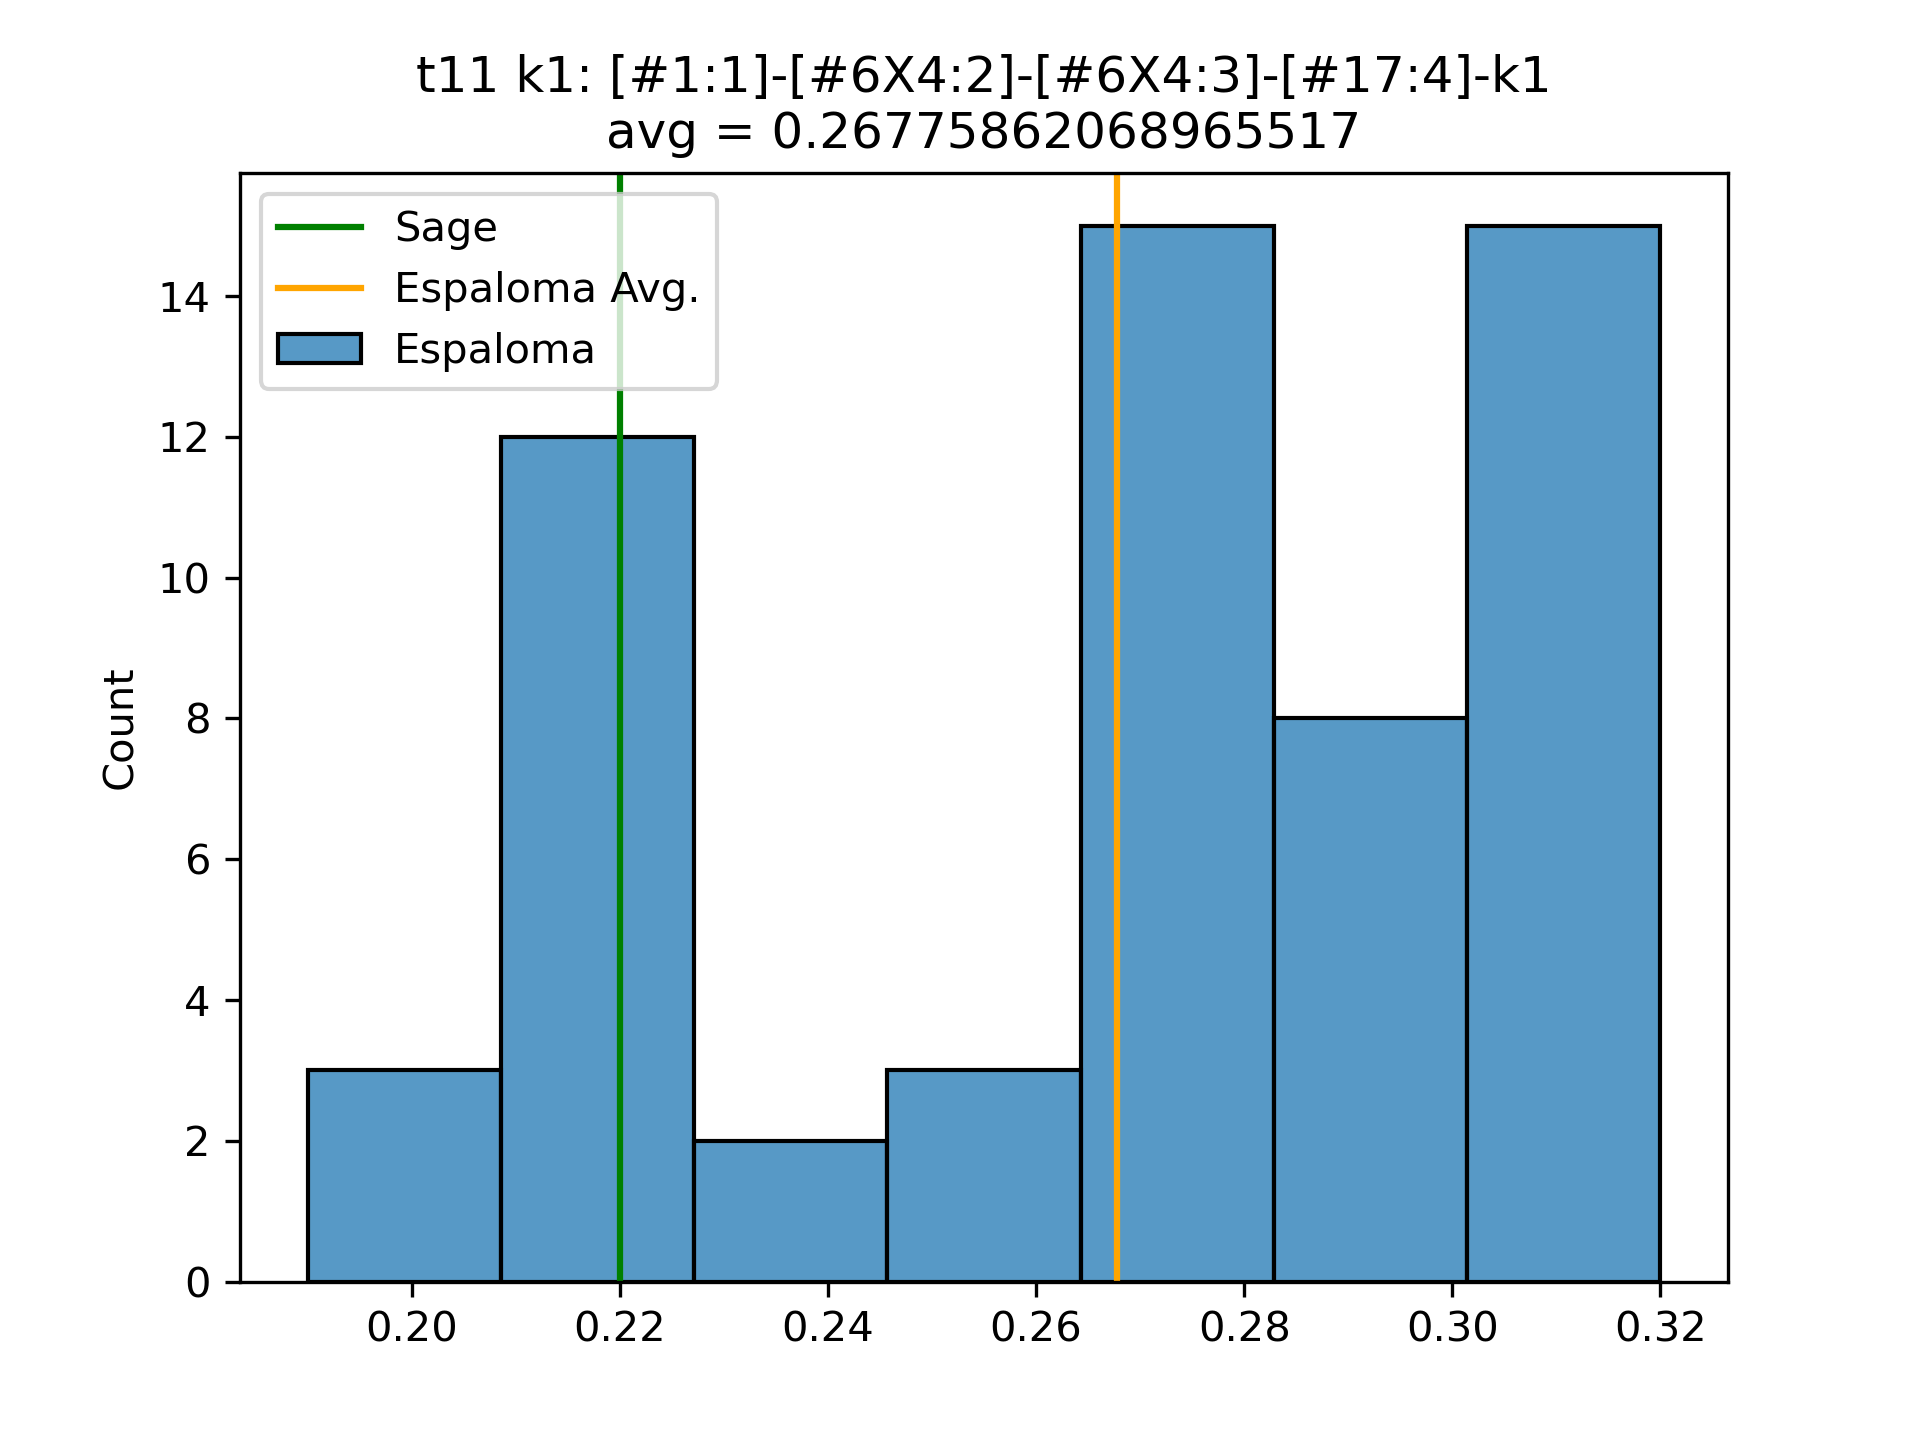 t11 k1: [#1:1]-[#6X4:2]-[#6X4:3]-[#17:4]-k1
avg = 0.26775862068965517
Sage
Espaloma Avg.
Espaloma
Count
14
12
10
8
6
4
2
0
0.20 0.22 0.24 0.26 0.28 0.30 0.32